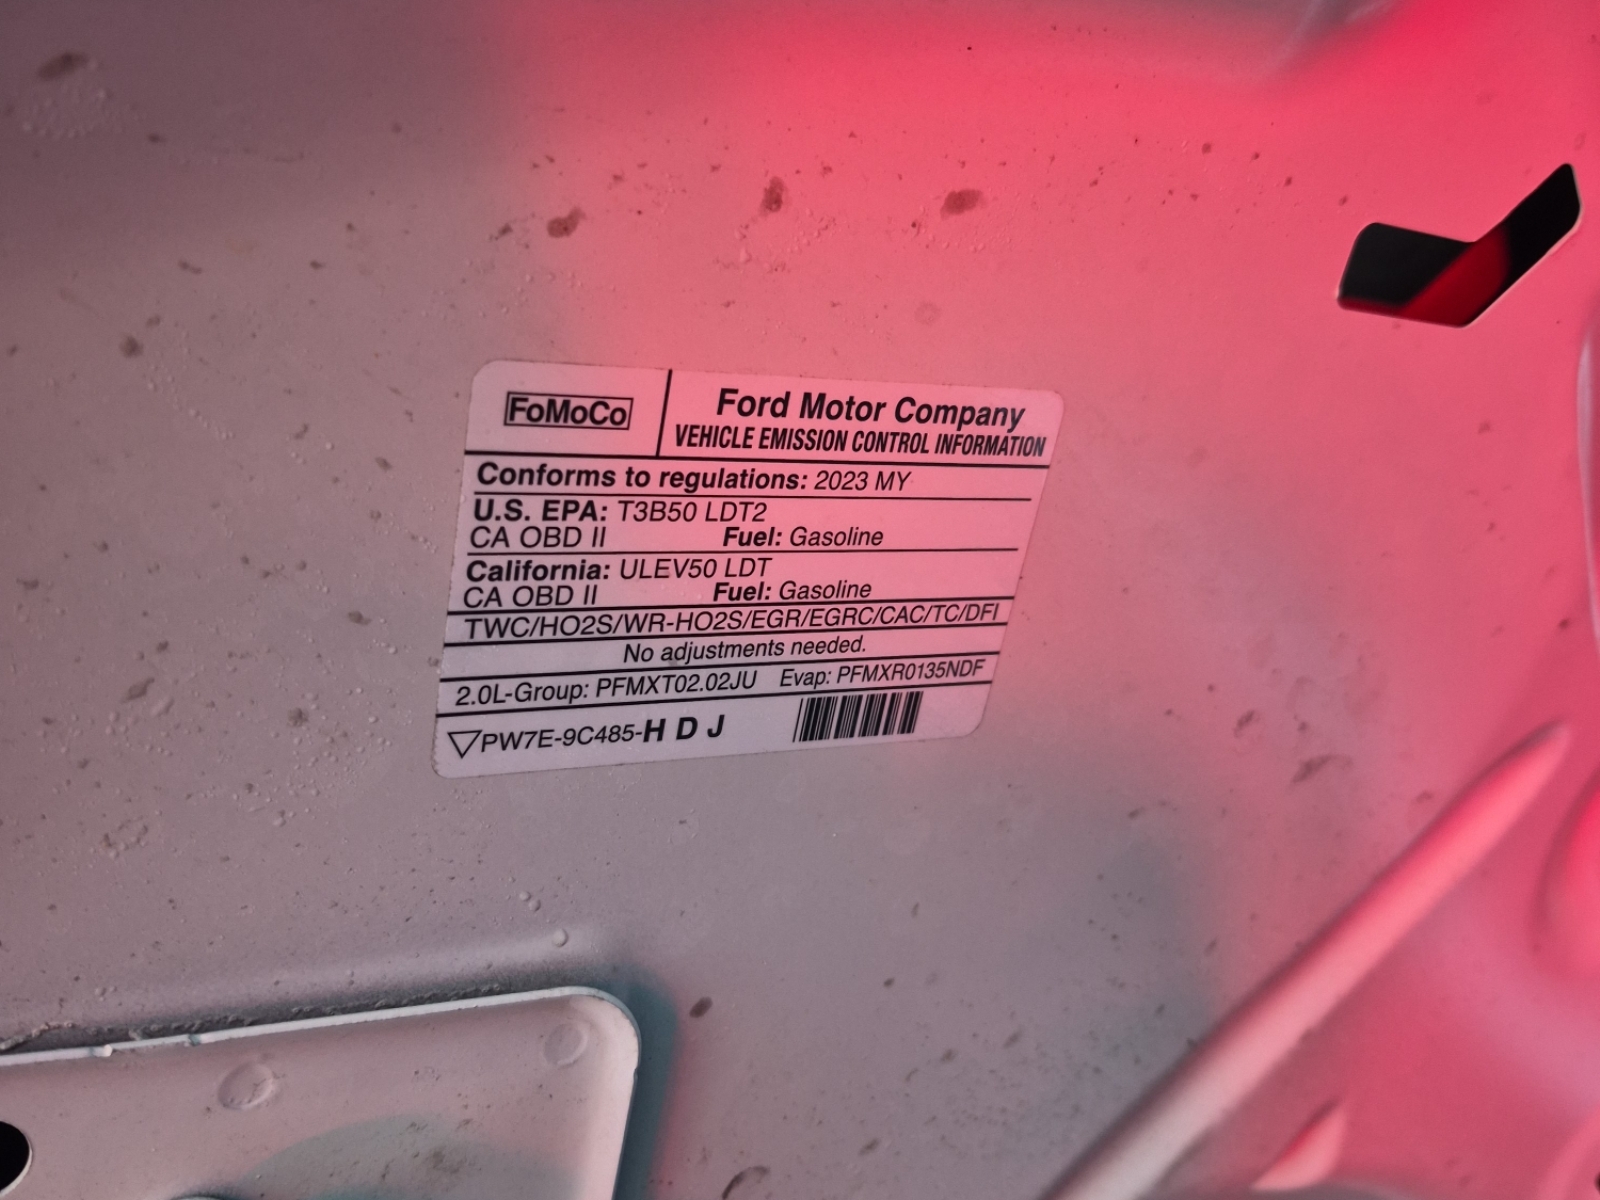 FoMoCo
Ford Motor Company
VEHICLE EMISSION CONTROL INFORMATION
Conforms to regulations: 2023 MY
U.S. EPA: T3B50 LDT2
CA OBD II Fuel: Gasoline
California: ULEV50 LDT
CA OBD II Fuel: Gasoline
TWC/HO2S/WR-HO2S/EGR/EGRC/CAC/TC/DFI
No adjustments needed.
2.0L-Group: PFMXT02.02JU Evap: PFMXR0135NDF
PW7E-9C485-H D J